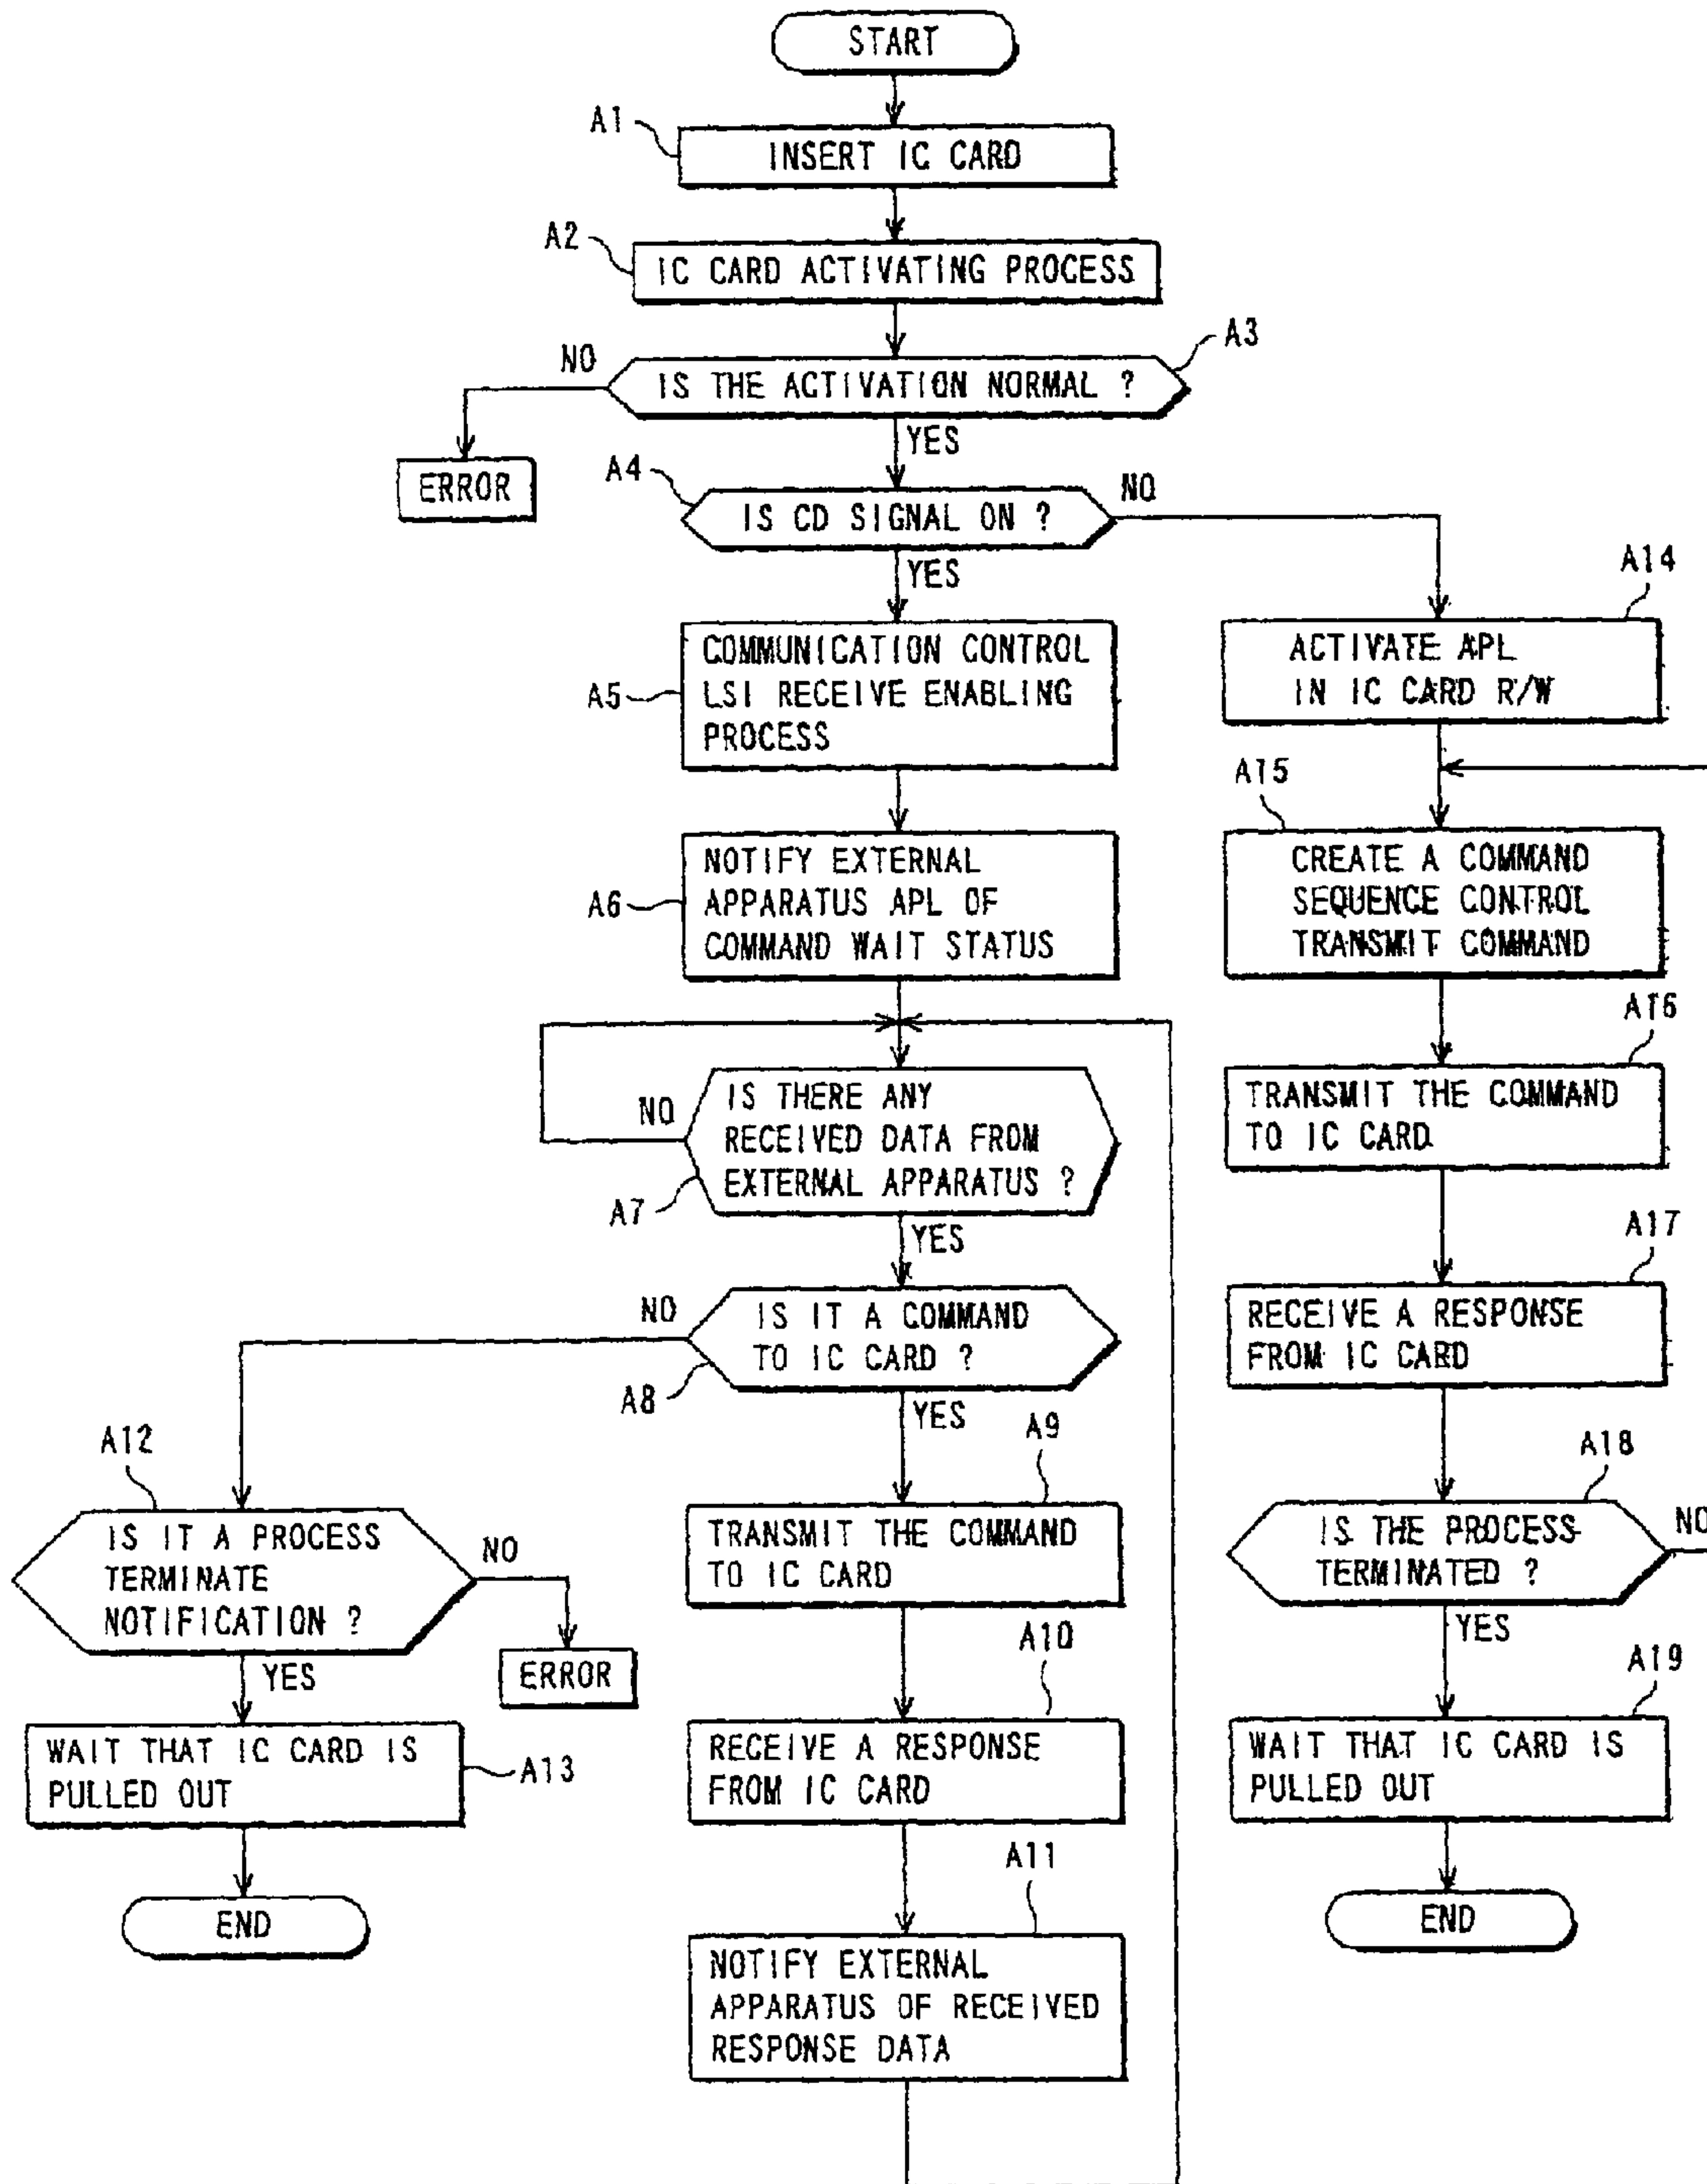 START
A1
INSERT IC CARD
A2
IC CARD ACTIVATING PROCESS
A3
NO
IS THE ACTIVATION NORMAL ?
YES
ERROR
A4
NO
IS CD SIGNAL ON ?
YES
A5
COMMUNICATION CONTROL
LSI RECEIVE ENABLING
PROCESS
A6
NOTIFY EXTERNAL
APPARATUS APL OF
COMMAND WAIT STATUS
NO
IS THERE ANY
RECEIVED DATA FROM
EXTERNAL APPARATUS ?
A7
YES
NO
IS IT A COMMAND
TO IC CARD ?
A8
YES
A9
TRANSMIT THE COMMAND
TO IC CARD
A10
RECEIVE A RESPONSE
FROM IC CARD
A11
NOTIFY EXTERNAL
APPARATUS OF RECEIVED
RESPONSE DATA
A12
IS IT A PROCESS
TERMINATE
NOTIFICATION ?
NO
ERROR
YES
WAIT THAT IC CARD IS
PULLED OUT
A13
END
A14
ACTIVATE APL
IN IC CARD R/W
A15
CREATE A COMMAND
SEQUENCE CONTROL
TRANSMIT COMMAND
A16
TRANSMIT THE COMMAND
TO IC CARD
A17
RECEIVE A RESPONSE
FROM IC CARD
A18
IS THE PROCESS
TERMINATED ?
NO
YES
A19
WAIT THAT IC CARD IS
PULLED OUT
END